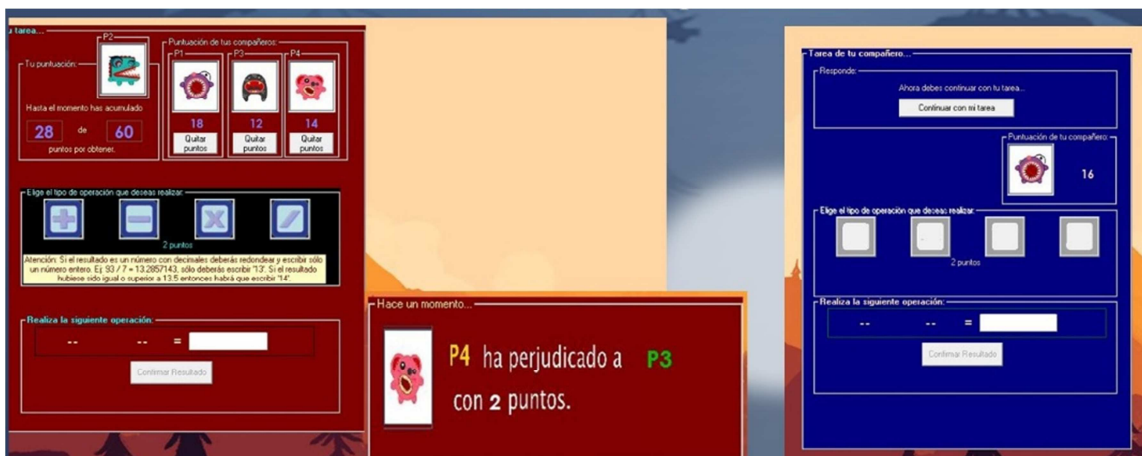 u tarea...
P2
Tu puntuación:
Hasta el momento has acumulado
28 de 60
puntos por obtener.
Puntuación de tus compañeros:
P1 P3 P4
18 12 14
Quitar puntos Quitar puntos Quitar puntos
Elige el tipo de operación que deseas realizar:
2 puntos
Atención: Si el resultado es un número con decimales deberás redondear y escribir sólo
un número entero. Ej: 93 / 7 = 13.2857143, sólo deberás escribir "13". Si el resultado
hubiese sido igual o superior a 13.5 entonces habrá que escribir "14".
Realiza la siguiente operación:
-- -- =
Confirmar Resultado
Hace un momento...
P4 ha perjudicado a P3
con 2 puntos.
Tarea de tu compañero...
Responde:
Ahora debes continuar con tu tarea...
Continuar con mi tarea
Puntuación de tu compañero:
16
Elige el tipo de operación que deseas realizar:
2 puntos
Realiza la siguiente operación:
-- -- =
Confirmar Resultado